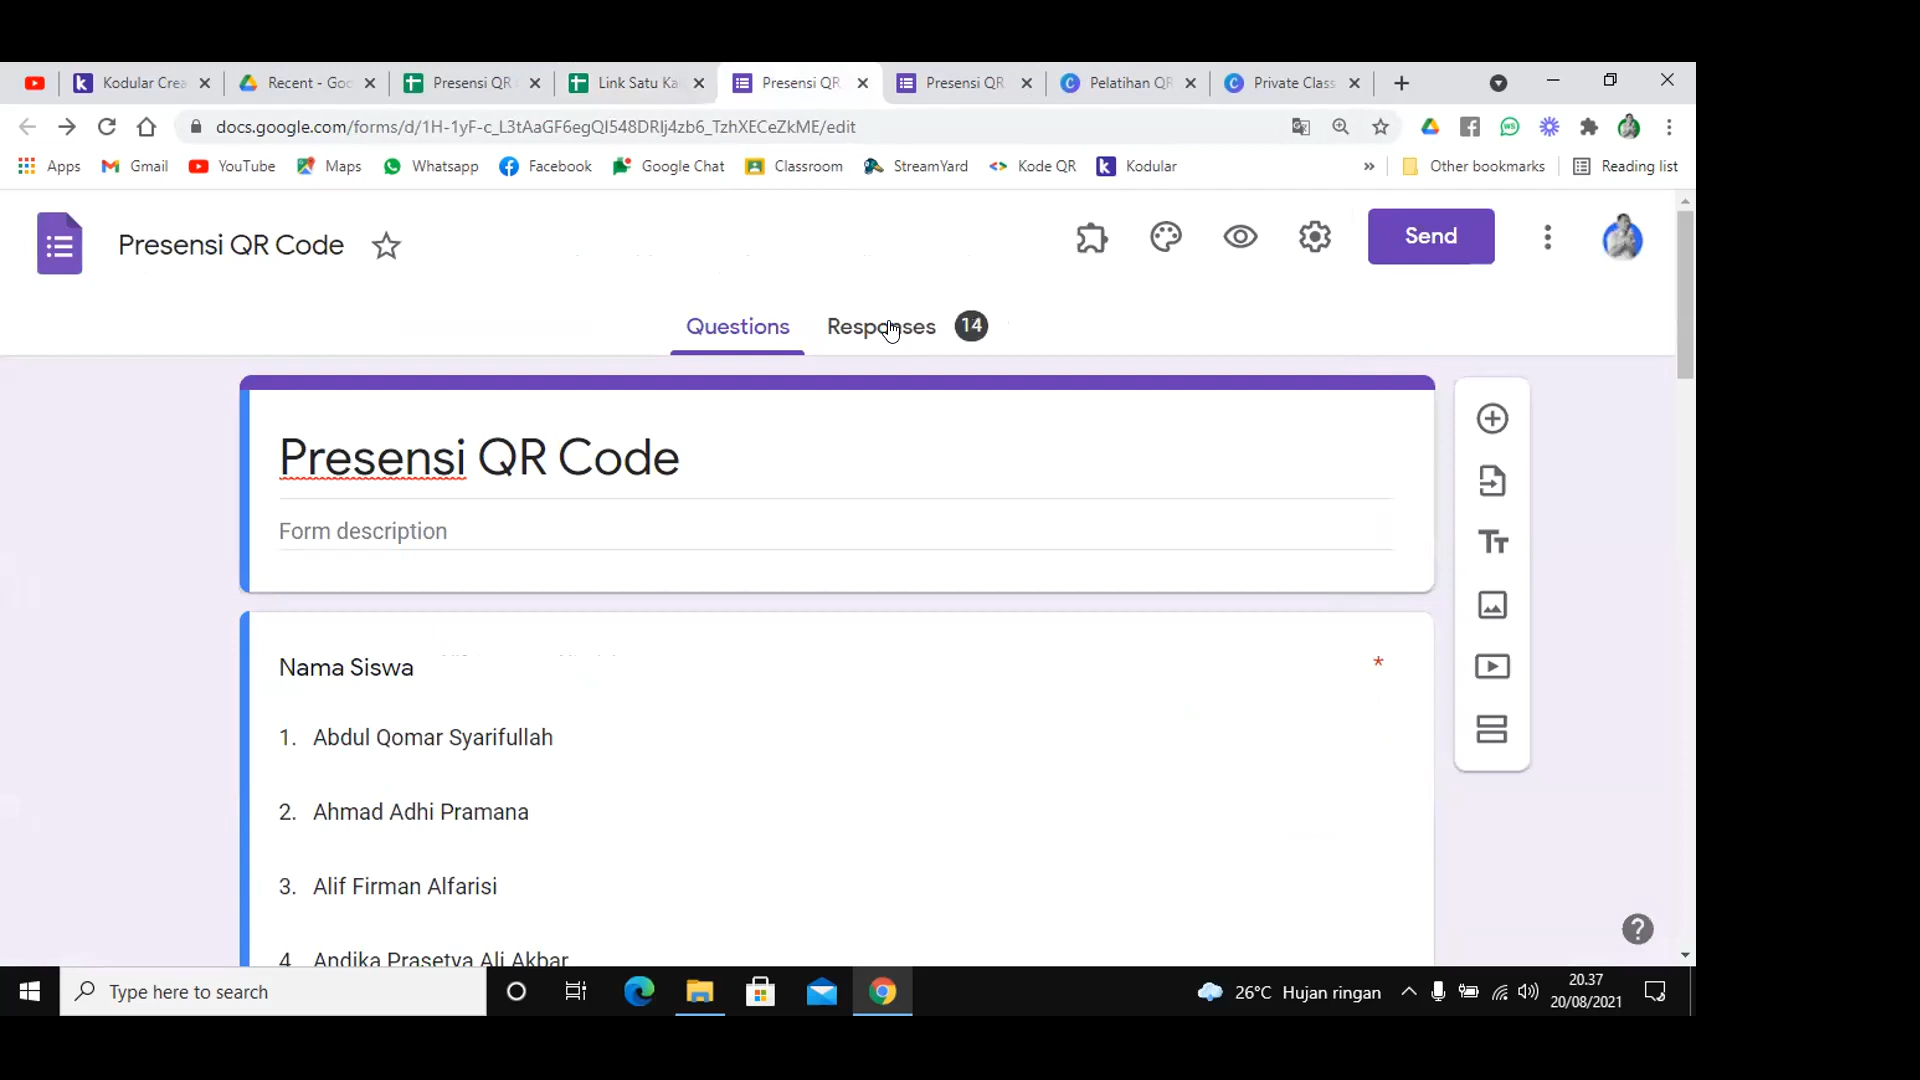 Kodular Crea
Recent - Goo
Presensi QR
Link Satu Ka
Presensi QR
Presensi QR
Pelatihan QR
Private Class
docs.google.com/forms/d/1H-1yF-c_L3tAaGF6egQI548DRlj4zb6_TzhXECeZkME/edit
Apps
Gmail
YouTube
Maps
Whatsapp
Facebook
Google Chat
Classroom
StreamYard
Kode QR
Kodular
»
Other bookmarks
Reading list
Presensi QR Code
Send
Questions
Responses
14
Presensi QR Code
Form description
Nama Siswa
*
1. Abdul Qomar Syarifullah
2. Ahmad Adhi Pramana
3. Alif Firman Alfarisi
4 Andika Prasetya Ali Akbar
Type here to search
26°C Hujan ringan
20.37
20/08/2021